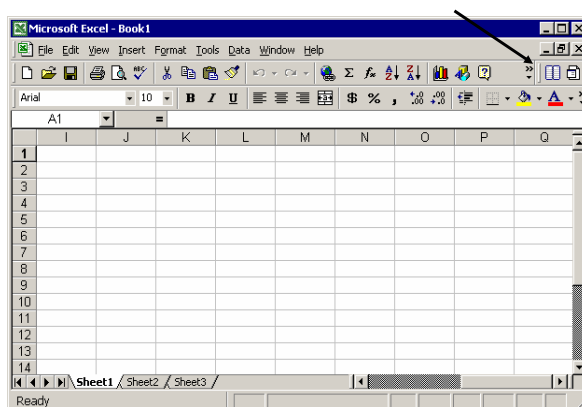 Microsoft Excel - Book1
File Edit View Insert Format Tools Data Window Help
Σ fx
Arial 10 B I U $ % , A
A1 =
I J K L M N O P Q
1
2
3
4
5
6
7
8
9
10
11
12
13
14
Sheet1 Sheet2 Sheet3
Ready